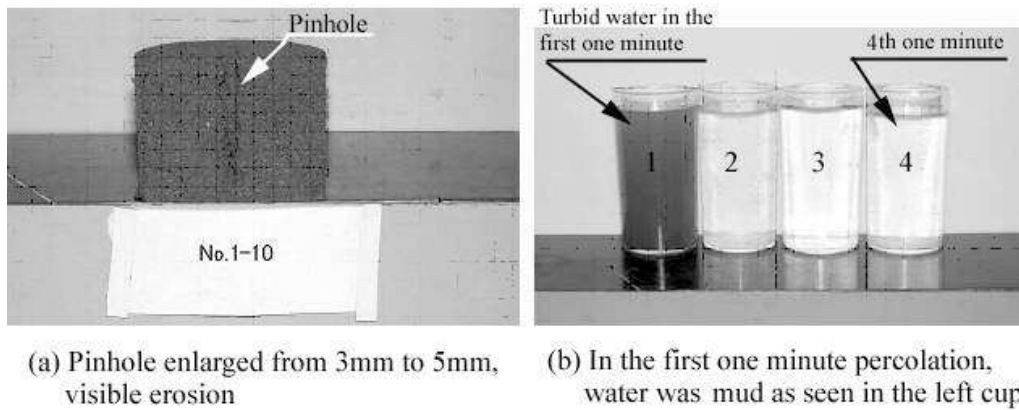 Pinhole
No.1-10
(a) Pinhole enlarged from 3mm to 5mm,
visible erosion
Turbid water in the
first one minute
4th one minute
1 2 3 4
(b) In the first one minute percolation,
water was mud as seen in the left cup